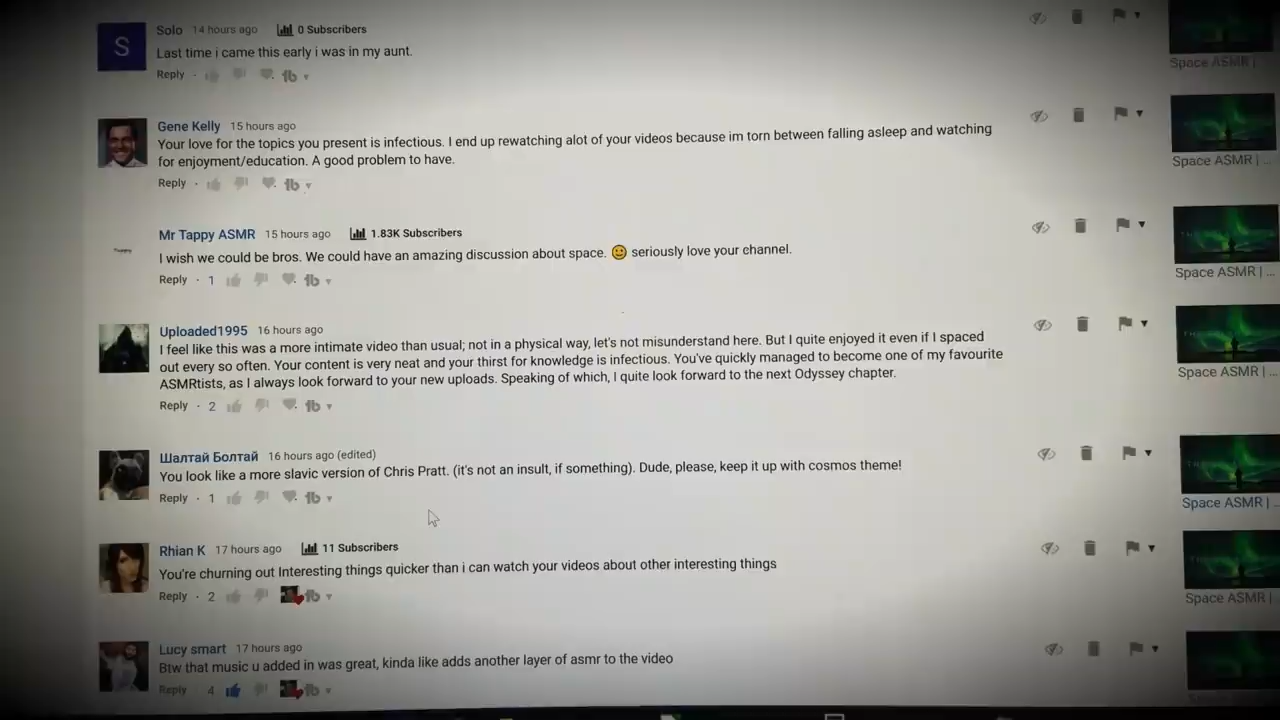 S
Solo 14 hours ago 0 Subscribers
Last time i came this early i was in my aunt.
Reply
Space ASMR | ...
Gene Kelly 15 hours ago
Your love for the topics you present is infectious. I end up rewatching alot of your videos because im torn between falling asleep and watching
for enjoyment/education. A good problem to have.
Reply
Space ASMR | ...
Mr Tappy ASMR 15 hours ago 1.83K Subscribers
I wish we could be bros. We could have an amazing discussion about space. 🙂 seriously love your channel.
Reply · 1
Space ASMR | ...
Uploaded1995 16 hours ago
I feel like this was a more intimate video than usual; not in a physical way, let's not misunderstand here. But I quite enjoyed it even if I spaced
out every so often. Your content is very neat and your thirst for knowledge is infectious. You've quickly managed to become one of my favourite
ASMRtists, as I always look forward to your new uploads. Speaking of which, I quite look forward to the next Odyssey chapter.
Reply · 2
Space ASMR | ...
Шалтай Болтай 16 hours ago (edited)
You look like a more slavic version of Chris Pratt. (it's not an insult, if something). Dude, please, keep it up with cosmos theme!
Reply · 1
Space ASMR | ...
Rhian K 17 hours ago 11 Subscribers
You're churning out Interesting things quicker than i can watch your videos about other interesting things
Reply · 2
Space ASMR | ...
Lucy smart 17 hours ago
Btw that music u added in was great, kinda like adds another layer of asmr to the video
Reply 4